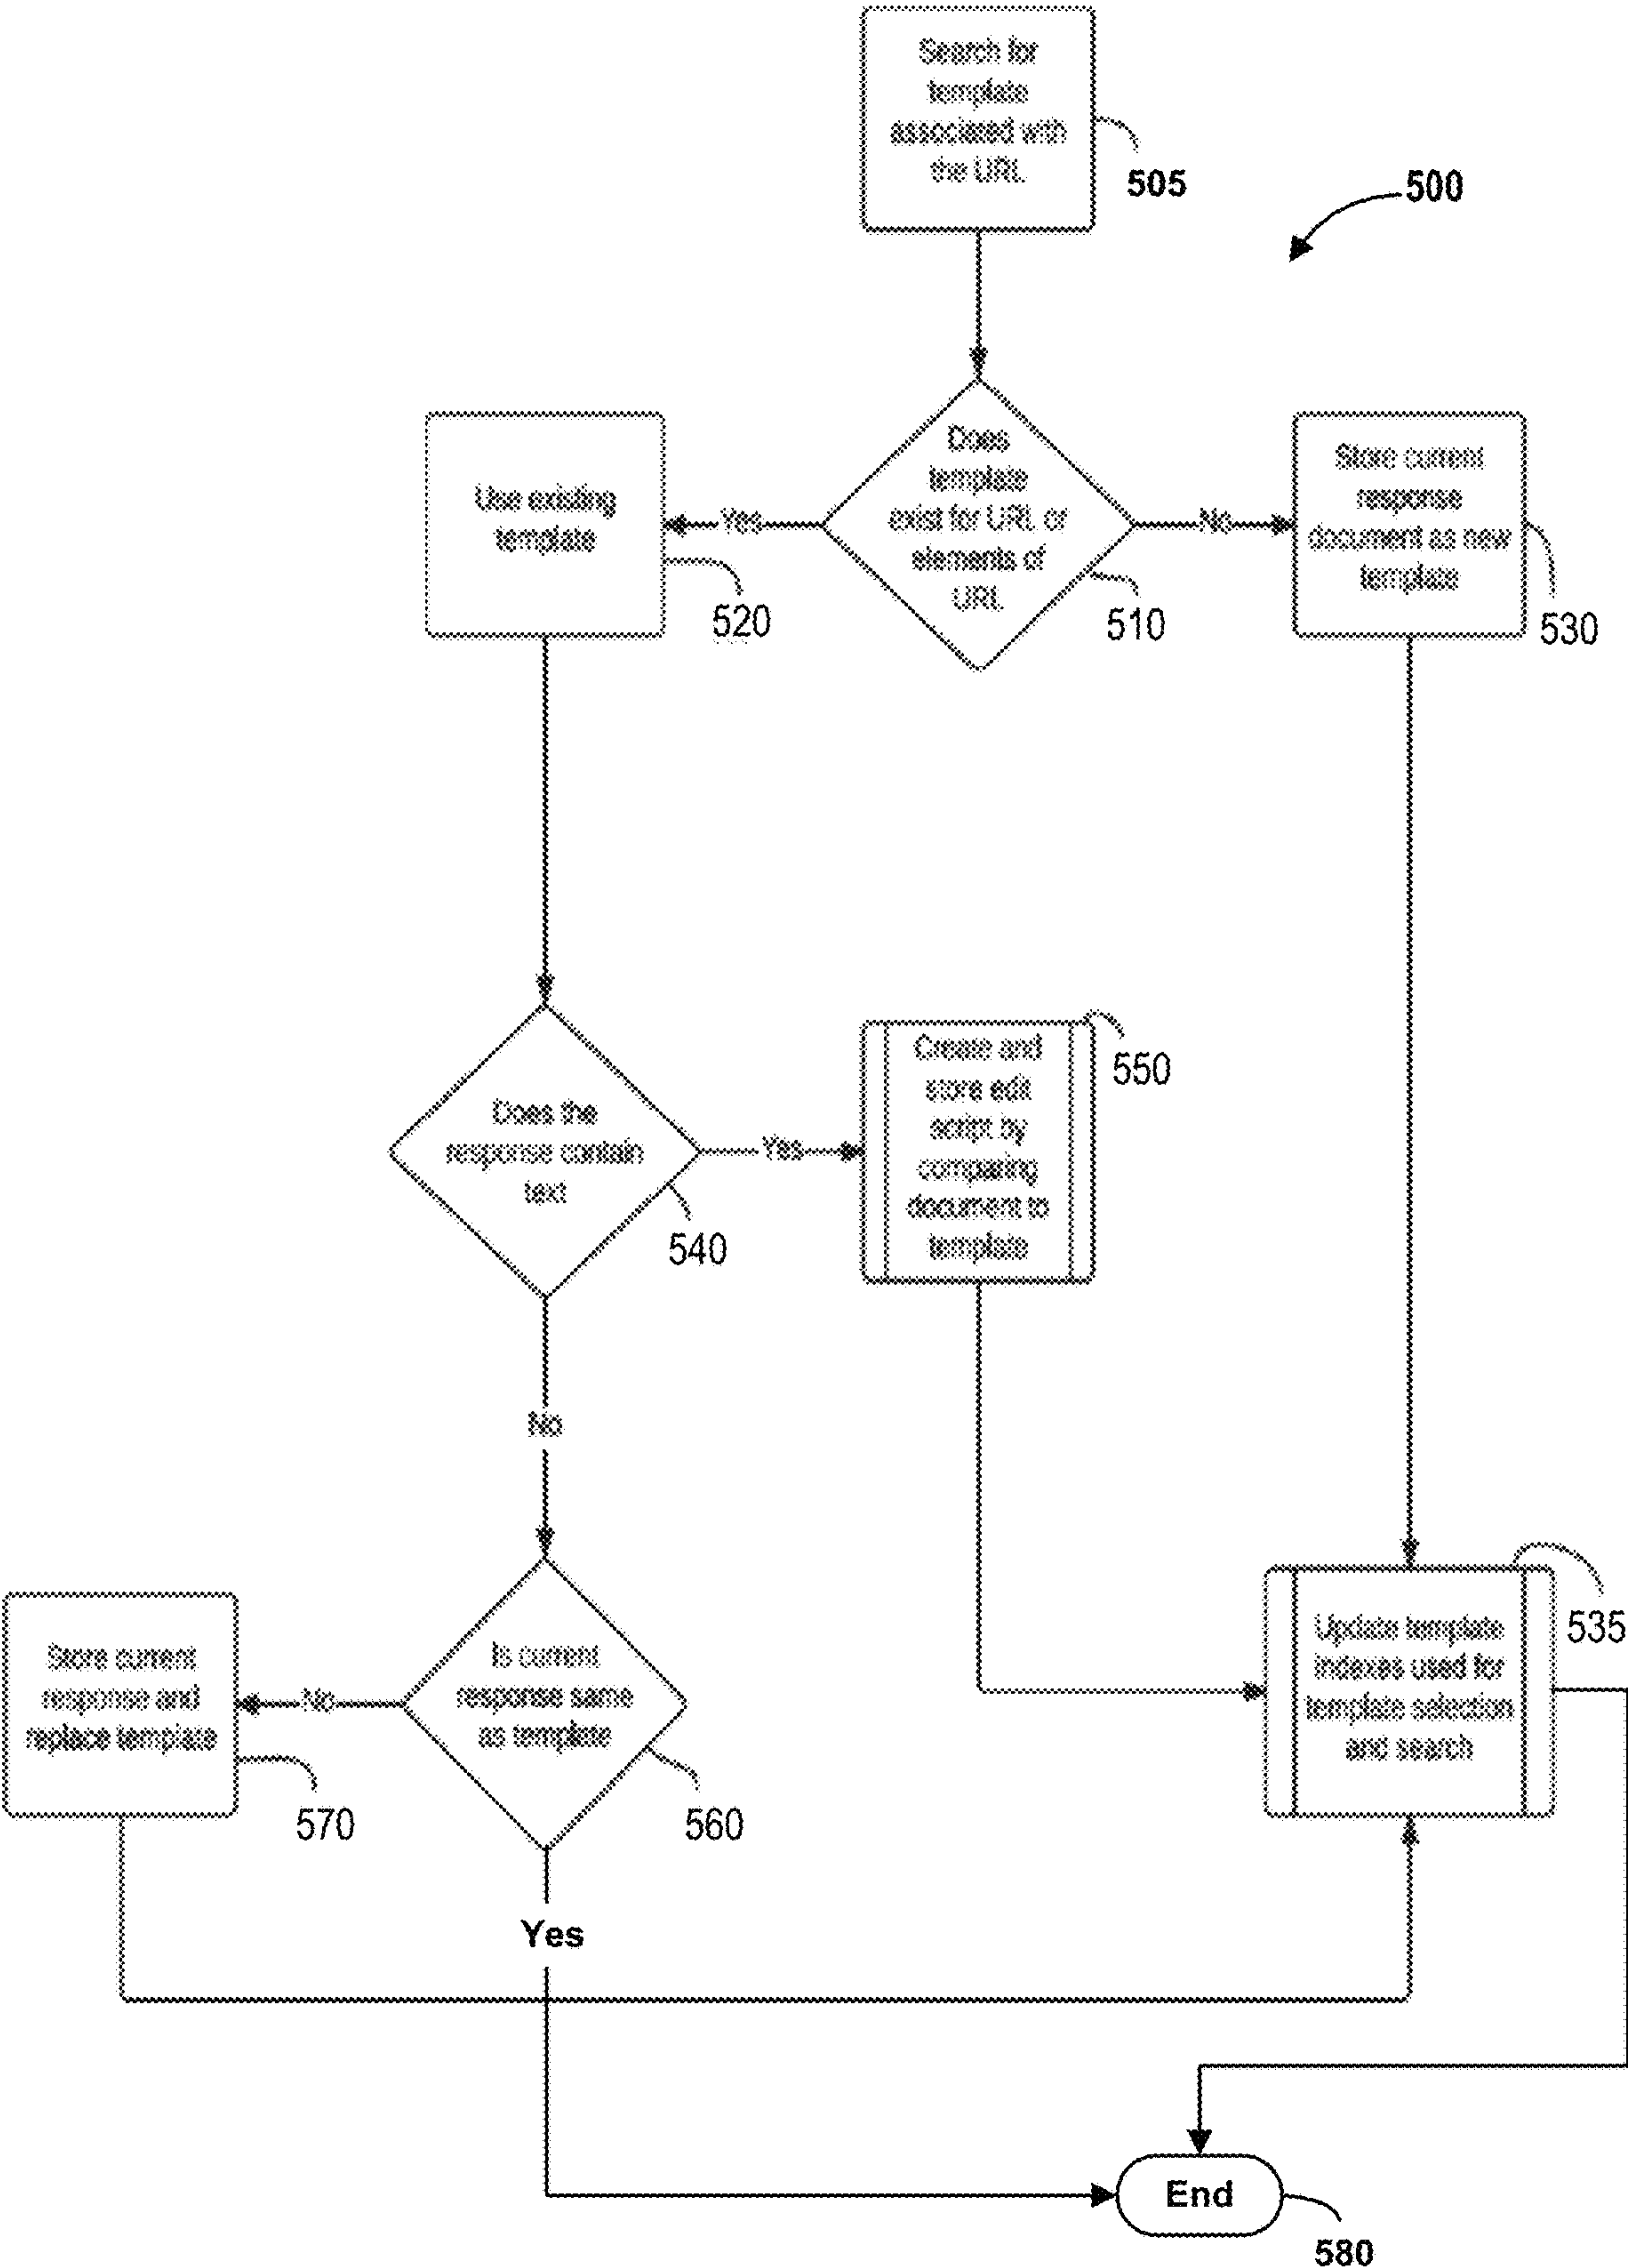 Search for
template
associated with
the URL
505
500
Does
template
exist for URL or
elements of
URL
510
Yes
No
Use existing
template
520
Store current
response
document as new
template
530
Does the
response contain
text
540
Yes
Create and
store edit
script by
comparing
document to
template
550
No
Is current
response same
as template
560
No
Store current
response and
replace template
570
Update template
indexes used for
template selection
and search
535
Yes
End
580